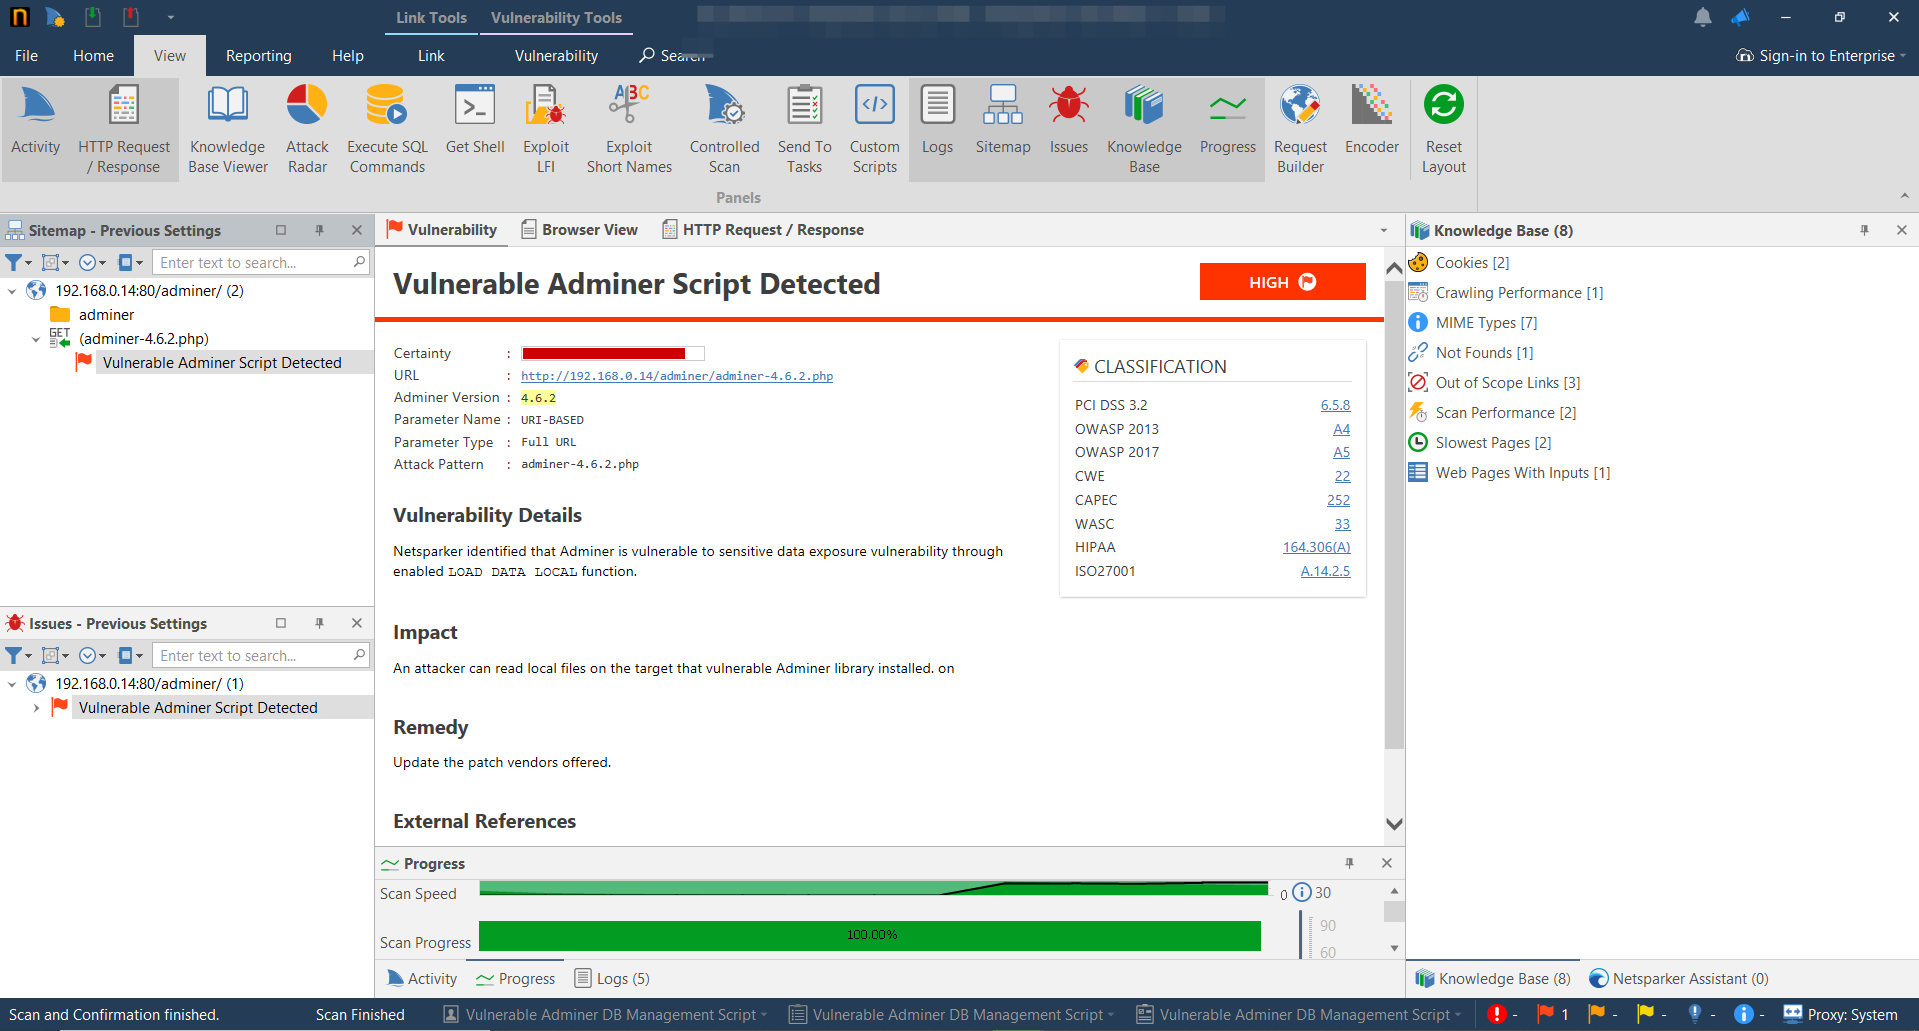 Link Tools Vulnerability Tools
File Home View Reporting Help Link Vulnerability Search Sign-in to Enterprise
Activity
HTTP Request
/ Response
Knowledge
Base Viewer
Attack
Radar
Execute SQL
Commands
Get Shell
Exploit
LFI
ABC
Exploit
Short Names
Controlled
Scan
Send To
Tasks
Custom
Scripts
Logs
Sitemap
Issues
Knowledge
Base
Progress
Request
Builder
Encoder
Reset
Layout
Panels
Sitemap - Previous Settings
Enter text to search...
192.168.0.14:80/adminer/ (2)
adminer
GET (adminer-4.6.2.php)
Vulnerable Adminer Script Detected
Issues - Previous Settings
Enter text to search...
192.168.0.14:80/adminer/ (1)
Vulnerable Adminer Script Detected
Vulnerability Browser View HTTP Request / Response
Vulnerable Adminer Script Detected
HIGH
Certainty :
URL : http://192.168.0.14/adminer/adminer-4.6.2.php
Adminer Version : 4.6.2
Parameter Name : URI-BASED
Parameter Type : Full URL
Attack Pattern : adminer-4.6.2.php
CLASSIFICATION
PCI DSS 3.2 6.5.8
OWASP 2013 A4
OWASP 2017 A5
CWE 22
CAPEC 252
WASC 33
HIPAA 164.306(A)
ISO27001 A.14.2.5
Vulnerability Details
Netsparker identified that Adminer is vulnerable to sensitive data exposure vulnerability through
enabled LOAD DATA LOCAL function.
Impact
An attacker can read local files on the target that vulnerable Adminer library installed. on
Remedy
Update the patch vendors offered.
External References
Progress
Scan Speed 0 30
Scan Progress 100.00% 90
60
Activity Progress Logs (5)
Knowledge Base (8)
Cookies [2]
Crawling Performance [1]
MIME Types [7]
Not Founds [1]
Out of Scope Links [3]
Scan Performance [2]
Slowest Pages [2]
Web Pages With Inputs [1]
Knowledge Base (8) Netsparker Assistant (0)
Scan and Confirmation finished. Scan Finished Vulnerable Adminer DB Management Script Vulnerable Adminer DB Management Script Vulnerable Adminer DB Management Script - 1 - - - - Proxy: System